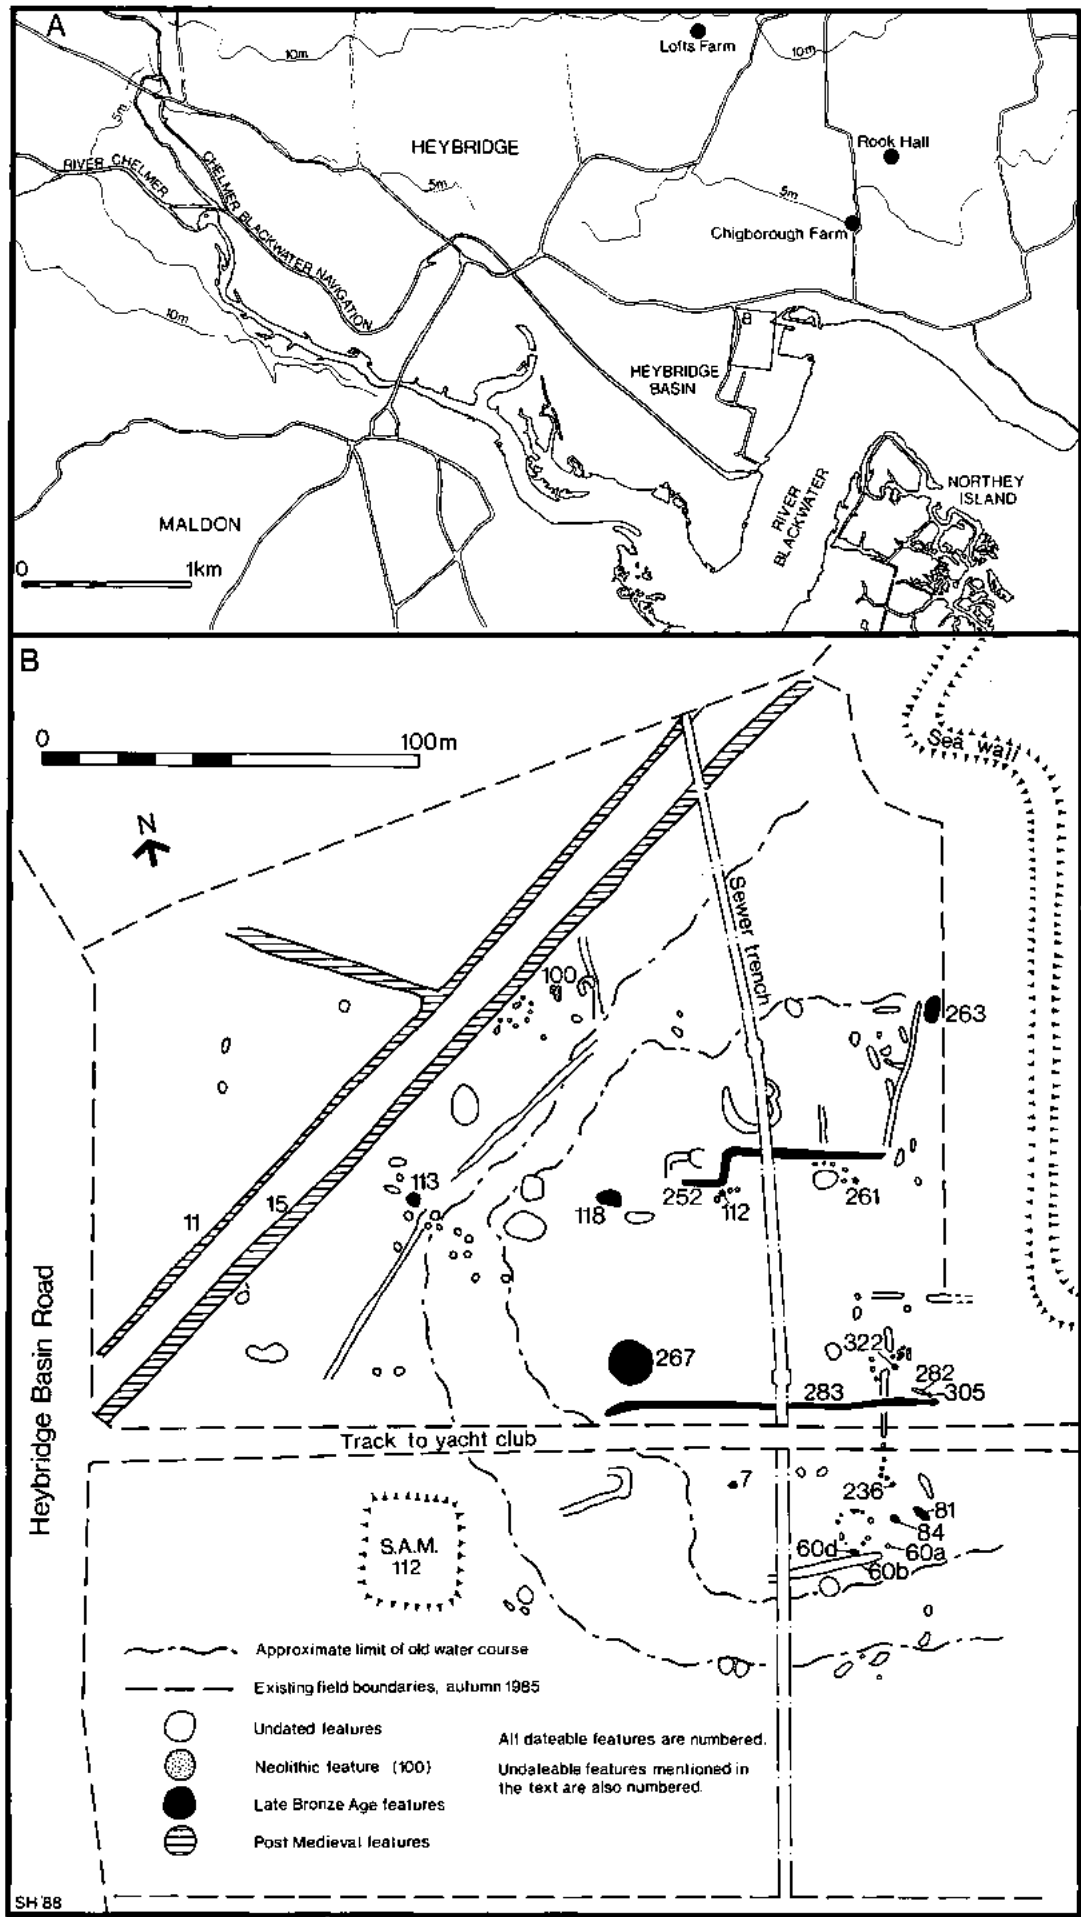 A
Lofts Farm
10m
10m
5m
HEYBRIDGE
Rook Hall
RIVER CHELMER
CHELMER BLACKWATER NAVIGATION
5m
5m
Chigborough Farm
10m
B
HEYBRIDGE
BASIN
MALDON
RIVER
BLACKWATER
NORTHEY
ISLAND
0 1km
B
0 100m
Sea wall
N
Sewer trench
100
263
113
252
112
261
118
15
11
Heybridge Basin Road
267
322
282
305
283
Track to yacht club
7
236
81
84
S.A.M.
112
60d
60a
60b
Approximate limit of old water course
Existing field boundaries, autumn 1985
Undated features
All dateable features are numbered.
Neolithic feature (100)
Undateable features mentioned in
the text are also numbered.
Late Bronze Age features
Post Medieval features
SH 88